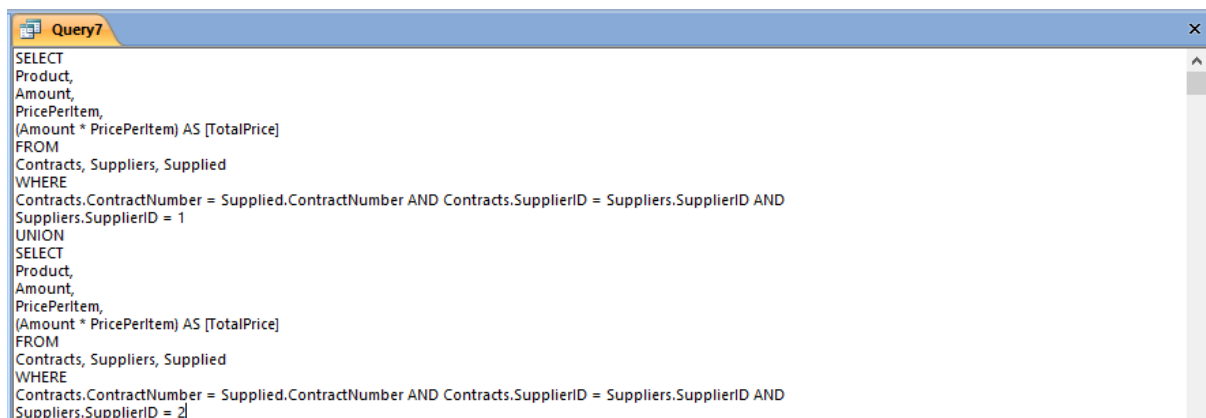 Query7
SELECT
Product,
Amount,
PricePerItem,
(Amount * PricePerItem) AS [TotalPrice]
FROM
Contracts, Suppliers, Supplied
WHERE
Contracts.ContractNumber = Supplied.ContractNumber AND Contracts.SupplierID = Suppliers.SupplierID AND
Suppliers.SupplierID = 1
UNION
SELECT
Product,
Amount,
PricePerItem,
(Amount * PricePerItem) AS [TotalPrice]
FROM
Contracts, Suppliers, Supplied
WHERE
Contracts.ContractNumber = Supplied.ContractNumber AND Contracts.SupplierID = Suppliers.SupplierID AND
Suppliers.SupplierID = 2